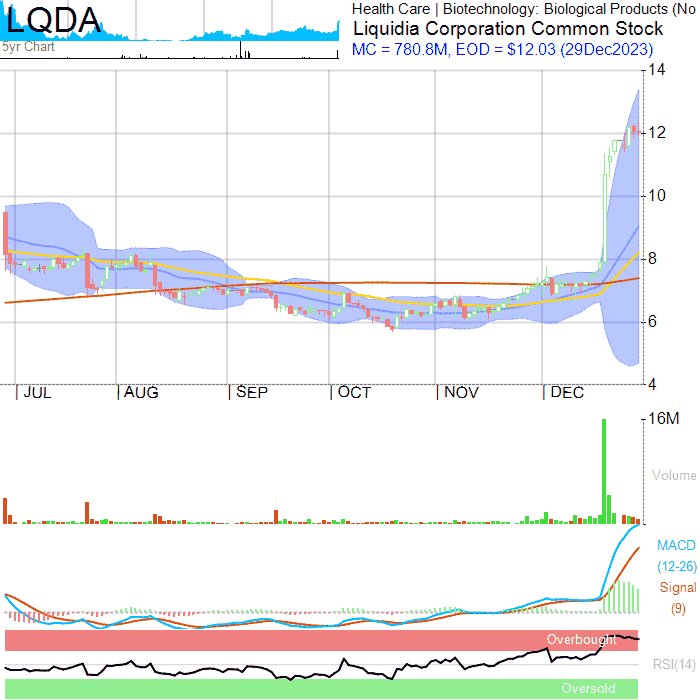 LQDA
5yr Chart
Health Care | Biotechnology: Biological Products (No
Liquidia Corporation Common Stock
MC = 780.8M, EOD = $12.03 (29Dec2023)
14
12
10
8
6
4
JUL AUG SEP OCT NOV DEC
16M
Volume
MACD
(12-26)
Signal
(9)
Overbought
RSI(14)
Oversold